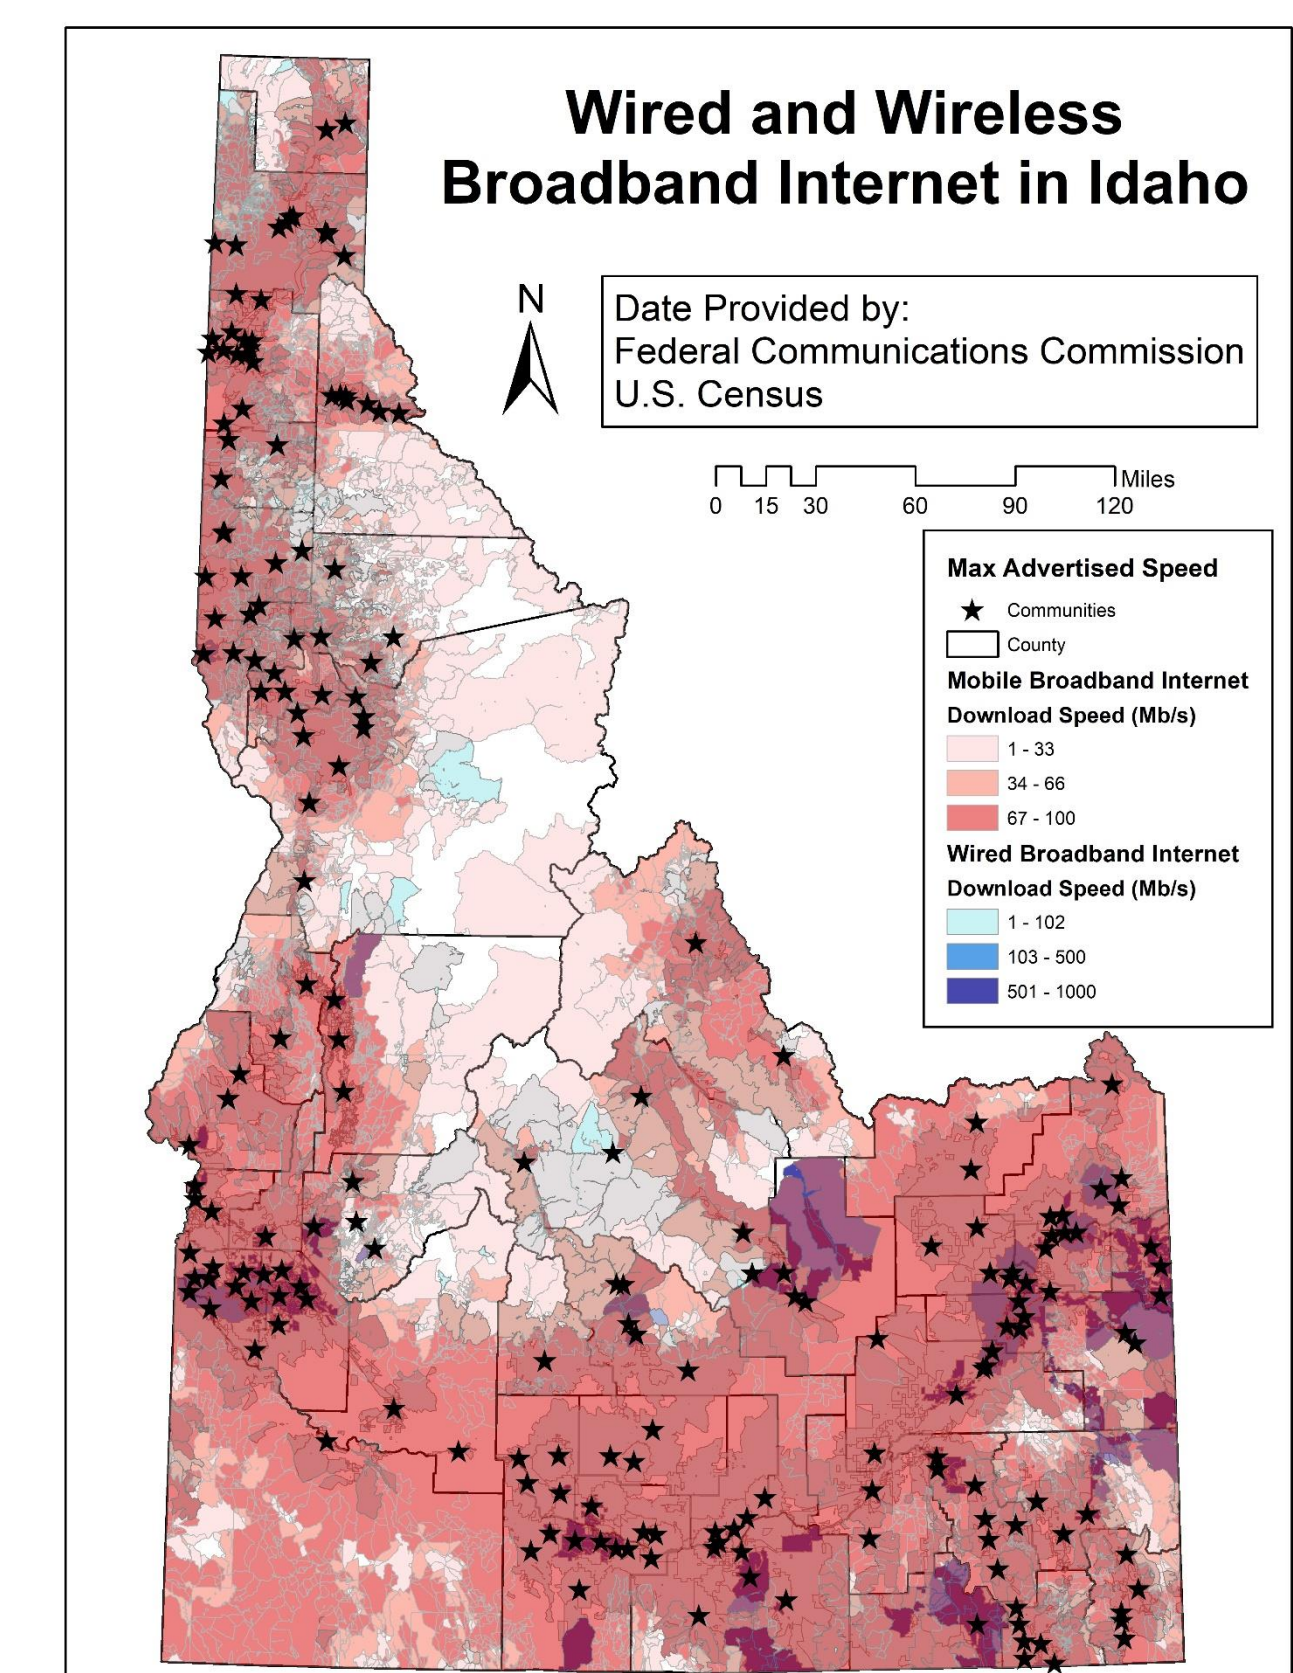 Wired and Wireless
Broadband Internet in Idaho
N
Date Provided by:
Federal Communications Commission
U.S. Census
Miles
0 15 30 60 90 120
Max Advertised Speed
Communities
County
Mobile Broadband Internet
Download Speed (Mb/s)
1 - 33
34 - 66
67 - 100
Wired Broadband Internet
Download Speed (Mb/s)
1 - 102
103 - 500
501 - 1000